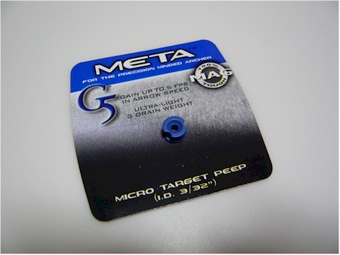 META
FOR THE PRECISION MINDED ARCHER
G5
GAIN UP TO 5 FPS
IN ARROW SPEED
ULTRA-LIGHT
3 GRAIN WEIGHT
MICRO TARGET PEEP
(I.D. 3/32")